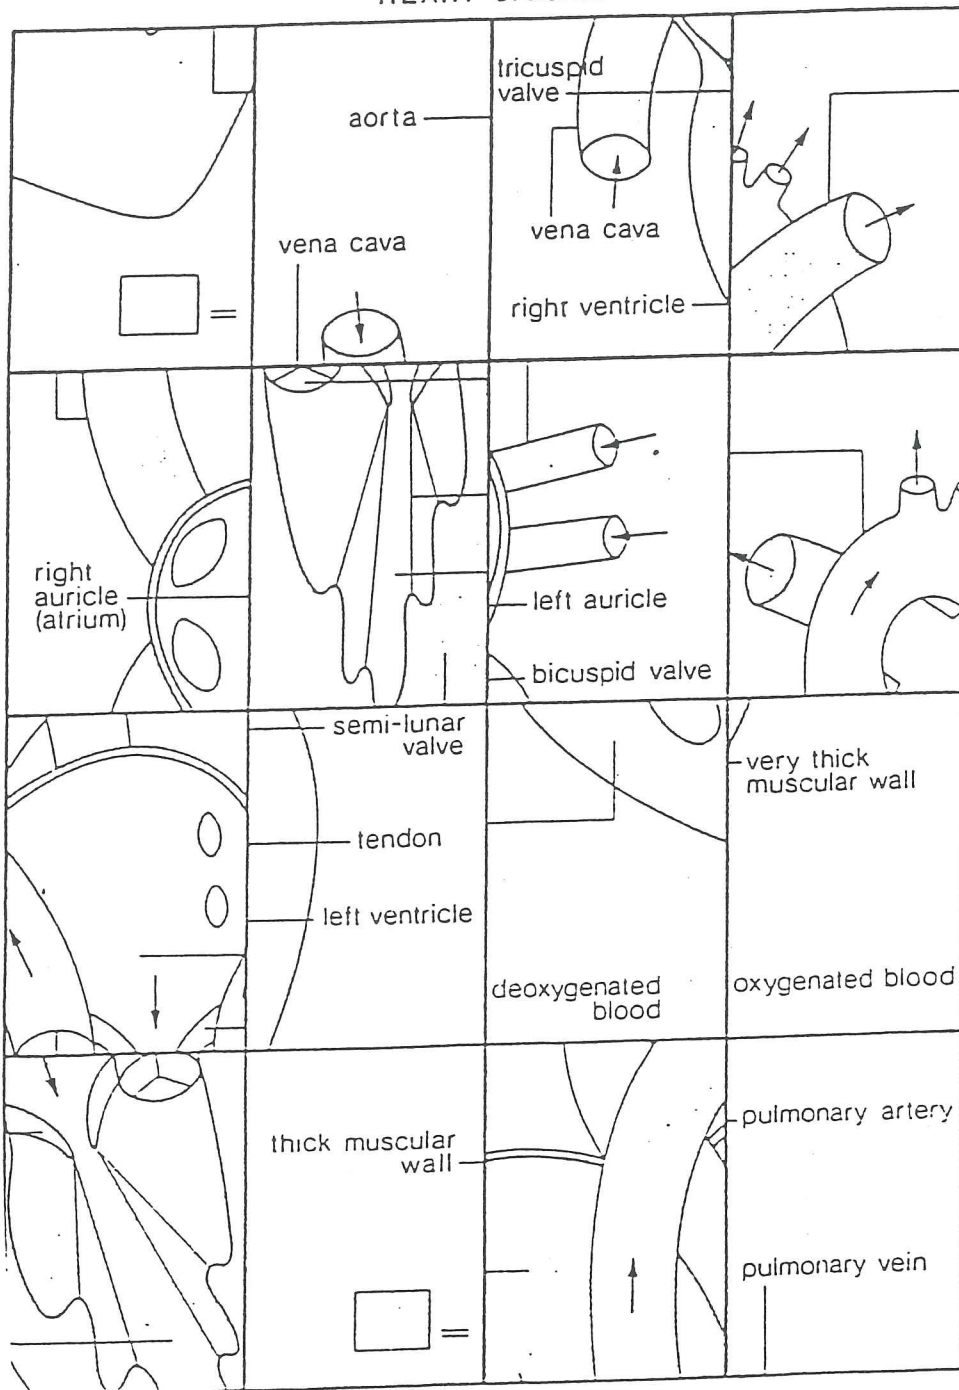 tricuspid
valve
aorta
vena cava
vena cava
right ventricle
=
right
auricle
(atrium)
left auricle
bicuspid valve
semi-lunar
valve
very thick
muscular wall
tendon
left ventricle
deoxygenated
blood
oxygenated blood
pulmonary artery
thick muscular
wall
pulmonary vein
=